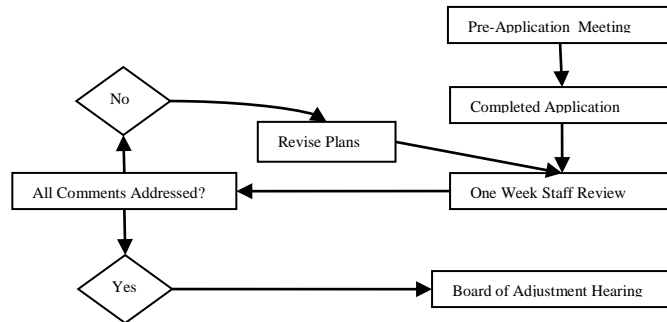 Pre-Application Meeting
No
Completed Application
Revise Plans
All Comments Addressed?
One Week Staff Review
Yes
Board of Adjustment Hearing